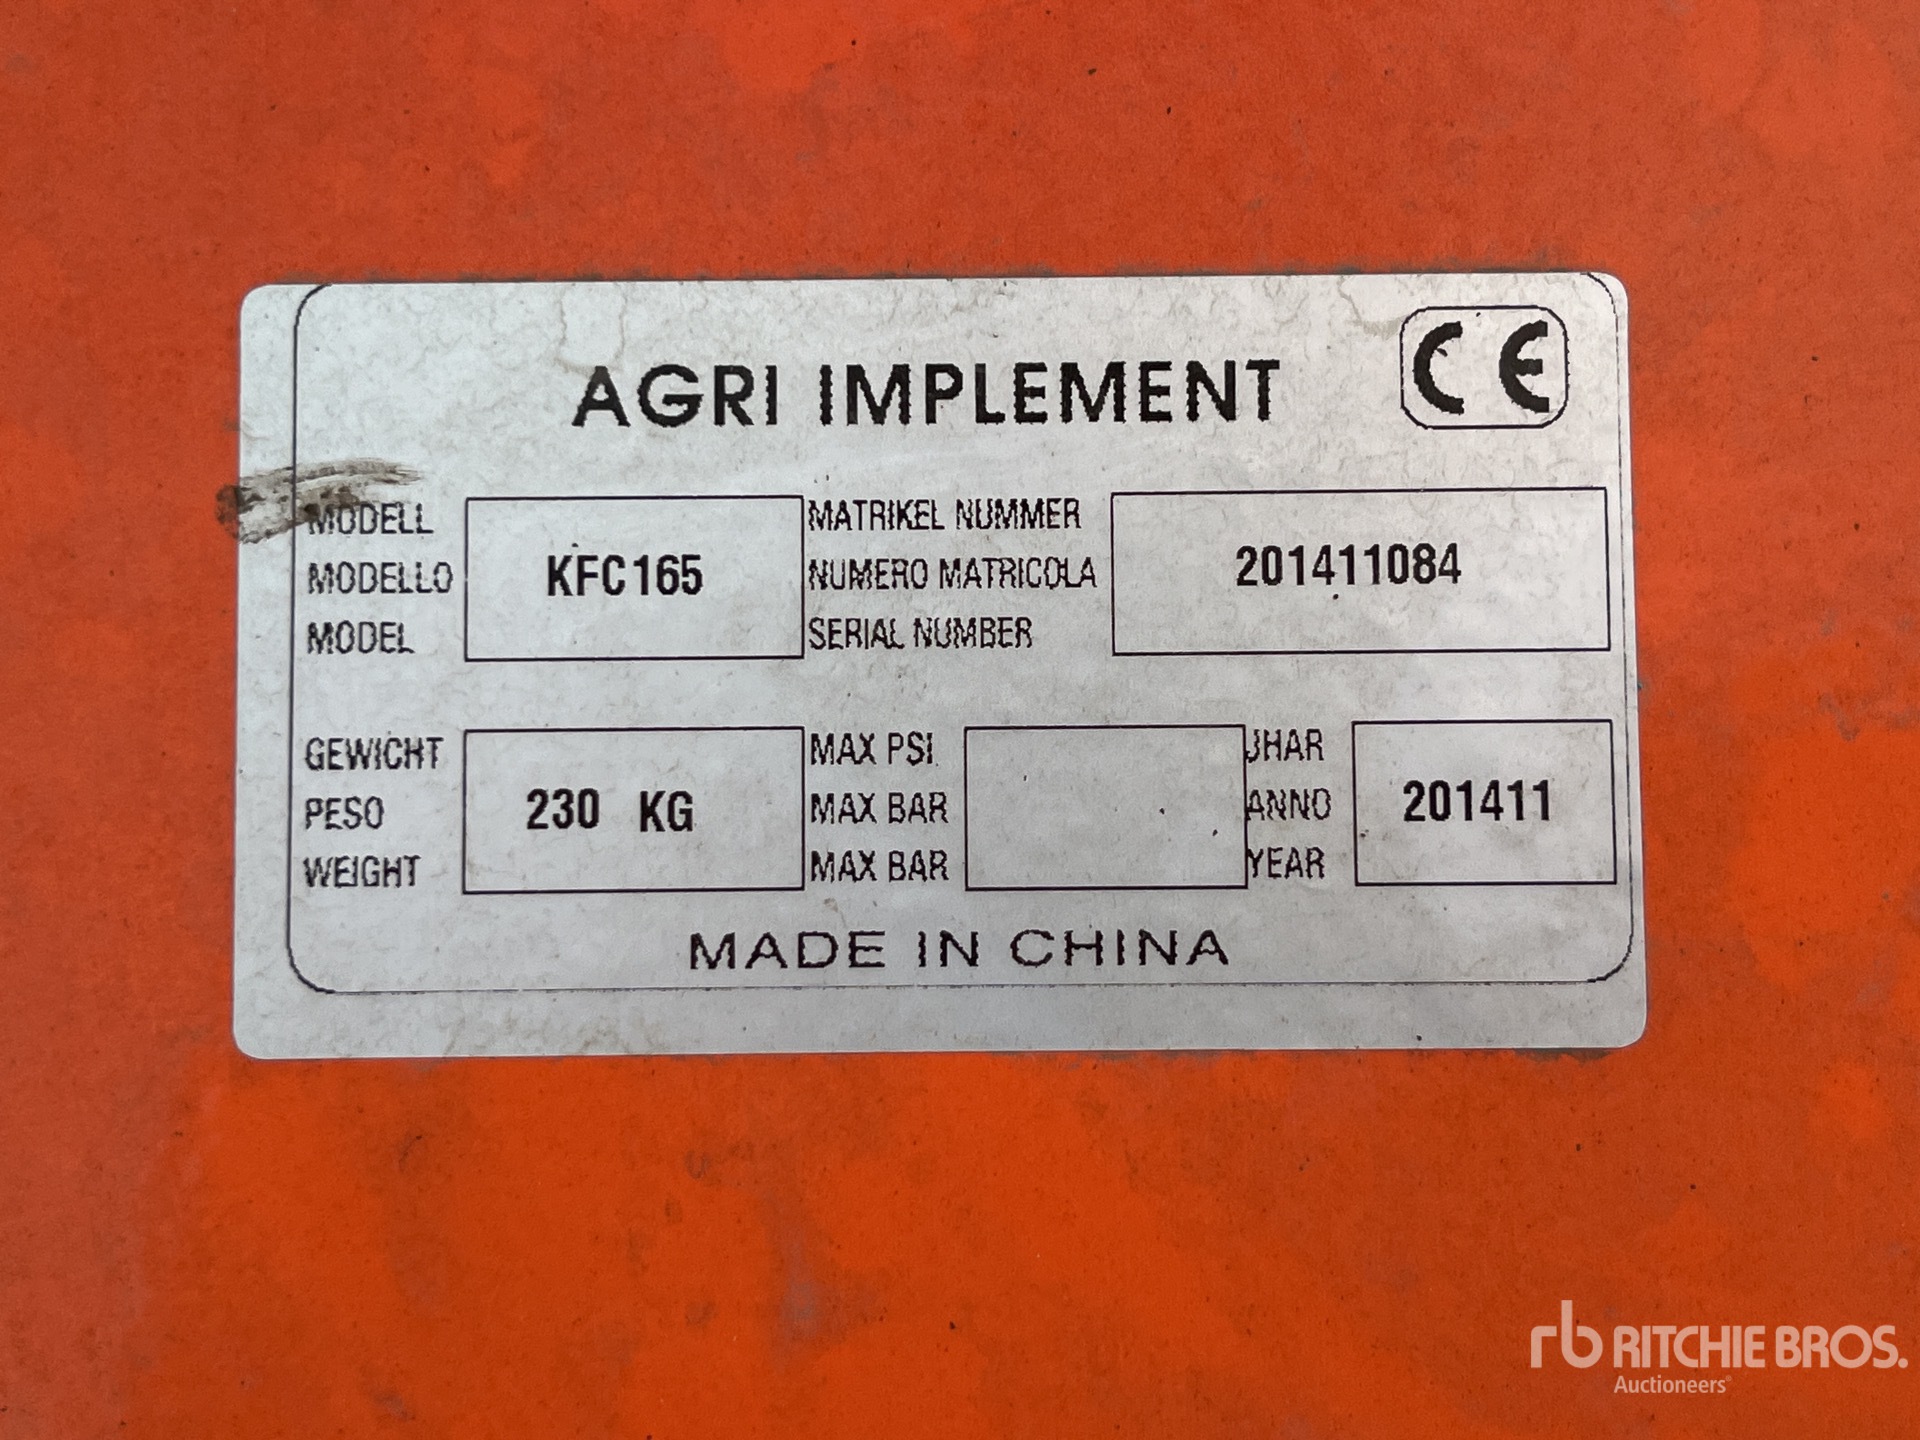 AGRI IMPLEMENT
CE
MODELL
MODELLO
MODEL
KFC165
MATRIKEL NUMMER
NUMERO MATRICOLA
SERIAL NUMBER
201411084
GEWICHT
PESO
WEIGHT
230 KG
MAX PSI
MAX BAR
MAX BAR
JHAR
ANNO
YEAR
201411
MADE IN CHINA
rb RITCHIE BROS.
Auctioneers